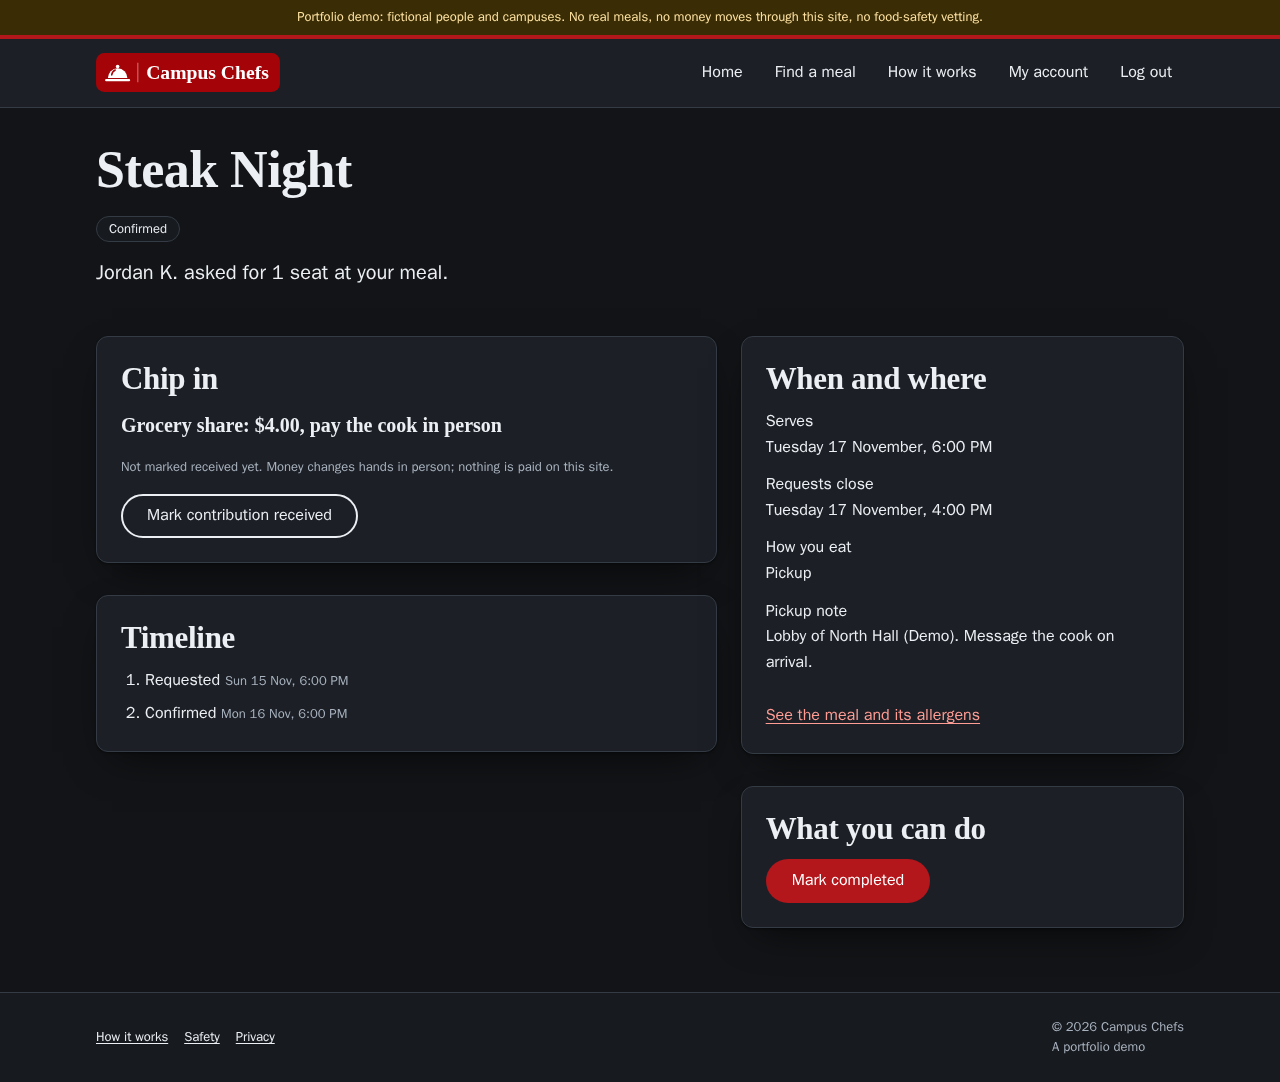 Portfolio demo: fictional people and campuses. No real meals, no money moves through this site, no food-safety vetting.
Campus Chefs
Home
Find a meal
How it works
My account
Log out
Steak Night
Confirmed
Jordan K. asked for 1 seat at your meal.
Chip in
Grocery share: $4.00, pay the cook in person
Not marked received yet. Money changes hands in person; nothing is paid on this site.
Mark contribution received
Timeline
1. Requested Sun 15 Nov, 6:00 PM
2. Confirmed Mon 16 Nov, 6:00 PM
When and where
Serves
Tuesday 17 November, 6:00 PM
Requests close
Tuesday 17 November, 4:00 PM
How you eat
Pickup
Pickup note
Lobby of North Hall (Demo). Message the cook on
arrival.
See the meal and its allergens
What you can do
Mark completed
How it works
Safety
Privacy
© 2026 Campus Chefs
A portfolio demo